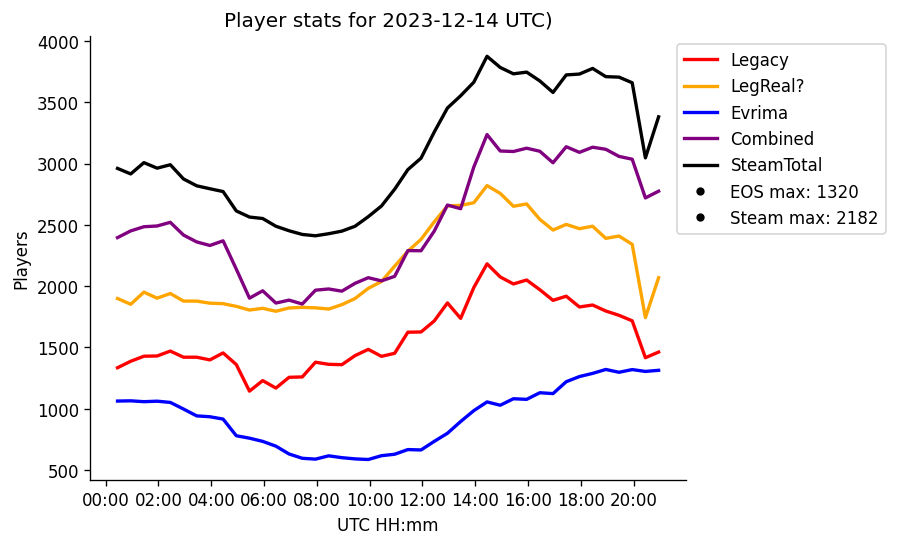 Player stats for 2023-12-14 UTC)
4000
3500
3000
2500
2000
1500
1000
500
Players
00:00 02:00 04:00 06:00 08:00 10:00 12:00 14:00 16:00 18:00 20:00
UTC HH:mm
Legacy
LegReal?
Evrima
Combined
SteamTotal
EOS max: 1320
Steam max: 2182